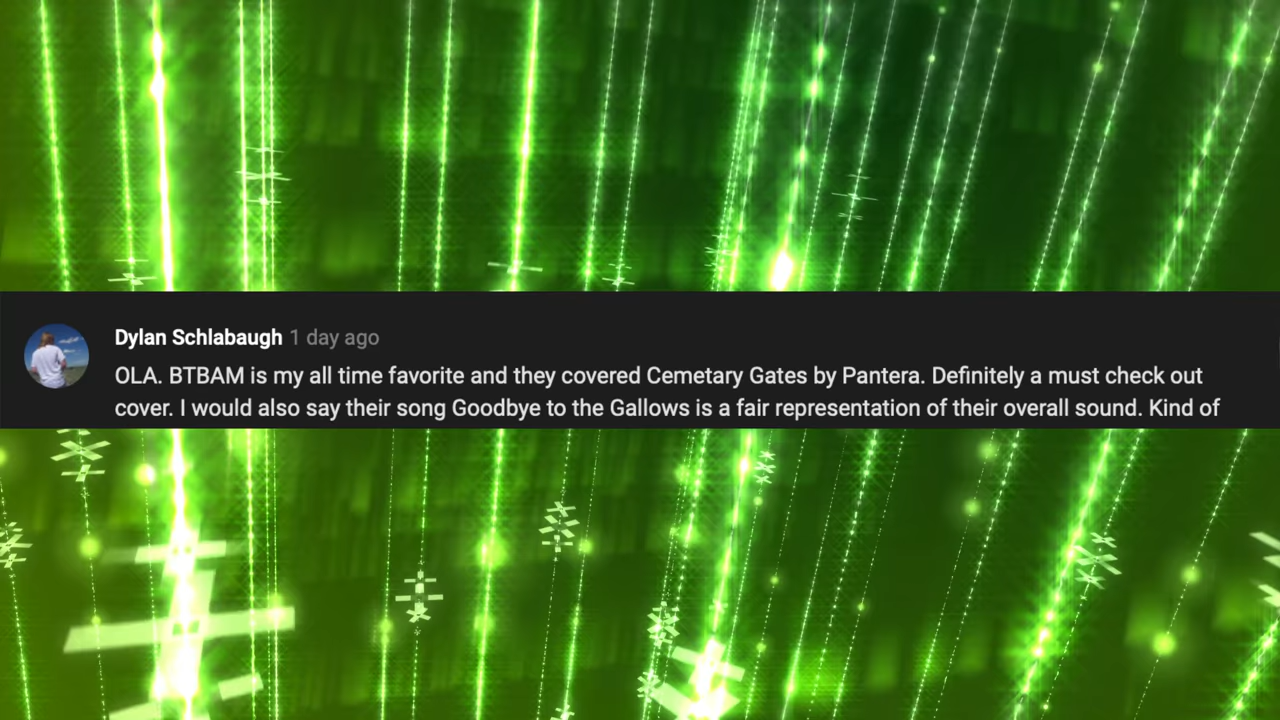 Dylan Schlabaugh 1 day ago
OLA. BTBAM is my all time favorite and they covered Cemetary Gates by Pantera. Definitely a must check out
cover. I would also say their song Goodbye to the Gallows is a fair representation of their overall sound. Kind of